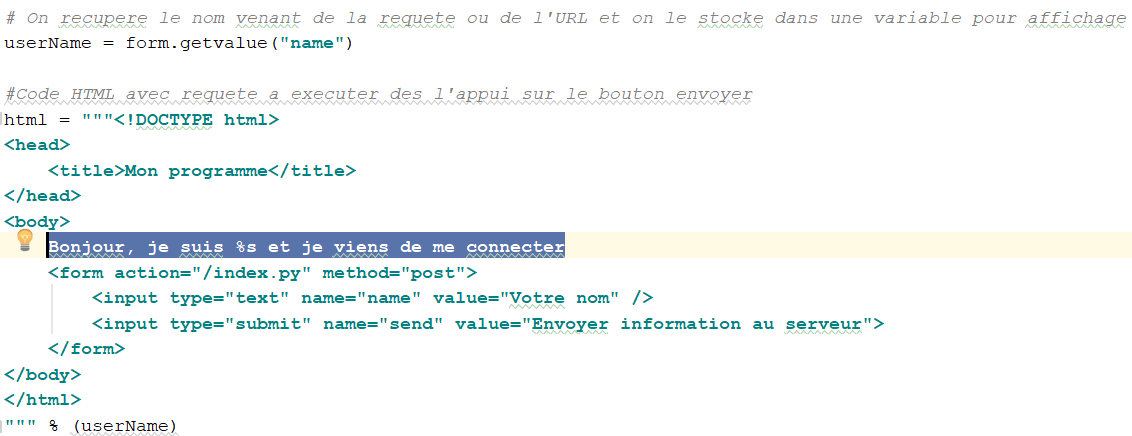 # On recupere le nom venant de la requete ou de l'URL et on le stocke dans une variable pour affichage
userName = form.getvalue("name")
#Code HTML avec requete a executer des l'appui sur le bouton envoyer
html = """<!DOCTYPE html>
<head>
<title>Mon programme</title>
</head>
<body>
Bonjour, je suis %s et je viens de me connecter
<form action="/index.py" method="post">
<input type="text" name="name" value="Votre nom" />
<input type="submit" name="send" value="Envoyer information au serveur">
</form>
</body>
</html>
""" % (userName)